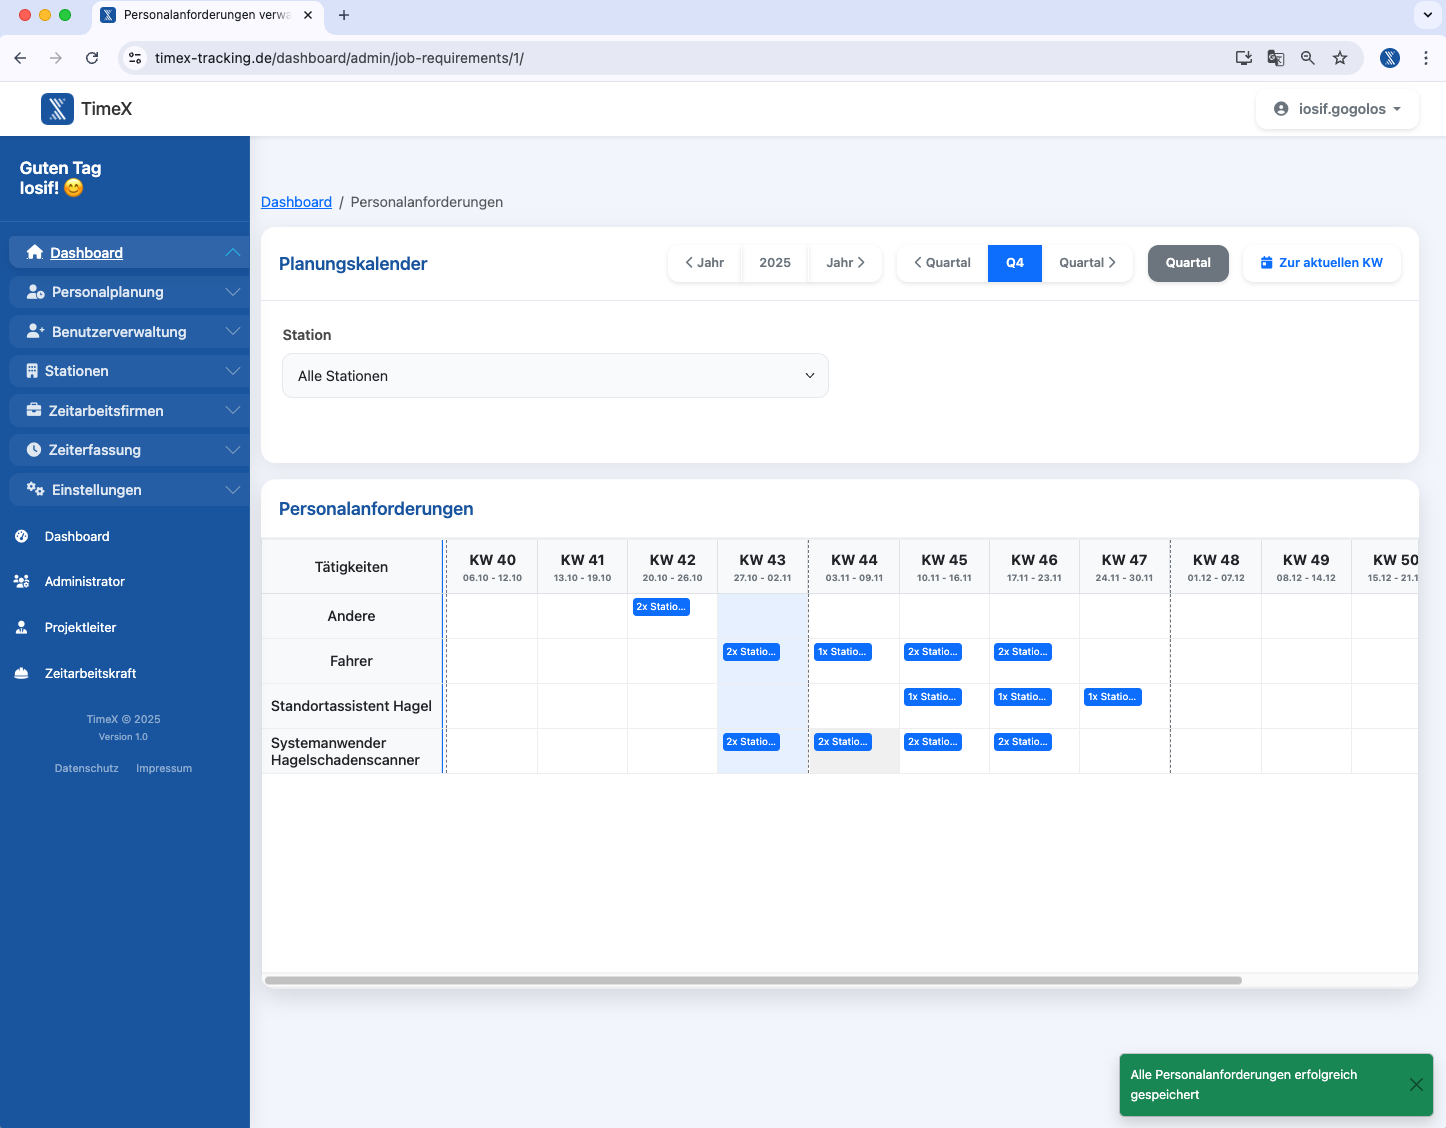 Personalanforderungen verwa
timex-tracking.de/dashboard/admin/job-requirements/1/
TimeX
iosif.gogolos
Guten Tag
Iosif! 😊
Dashboard
Personalplanung
Benutzerverwaltung
Stationen
Zeitarbeitsfirmen
Zeiterfassung
Einstellungen
Dashboard
Administrator
Projektleiter
Zeitarbeitskraft
TimeX © 2025
Version 1.0
Datenschutz Impressum
Dashboard / Personalanforderungen
Planungskalender
Jahr 2025 Jahr Quartal Q4 Quartal Quartal Zur aktuellen KW
Station
Alle Stationen
Personalanforderungen
Tätigkeiten KW 40 KW 41 KW 42 KW 43 KW 44 KW 45 KW 46 KW 47 KW 48 KW 49 KW 50
06.10 - 12.10 13.10 - 19.10 20.10 - 26.10 27.10 - 02.11 03.11 - 09.11 10.11 - 16.11 17.11 - 23.11 24.11 - 30.11 01.12 - 07.12 08.12 - 14.12 15.12 - 21.1
Andere 2x Statio...
Fahrer 2x Statio... 1x Statio... 2x Statio... 2x Statio...
Standortassistent Hagel 1x Statio... 1x Statio... 1x Statio...
Systemanwender
Hagelschadenscanner 2x Statio... 2x Statio... 2x Statio... 2x Statio...
Alle Personalanforderungen erfolgreich
gespeichert